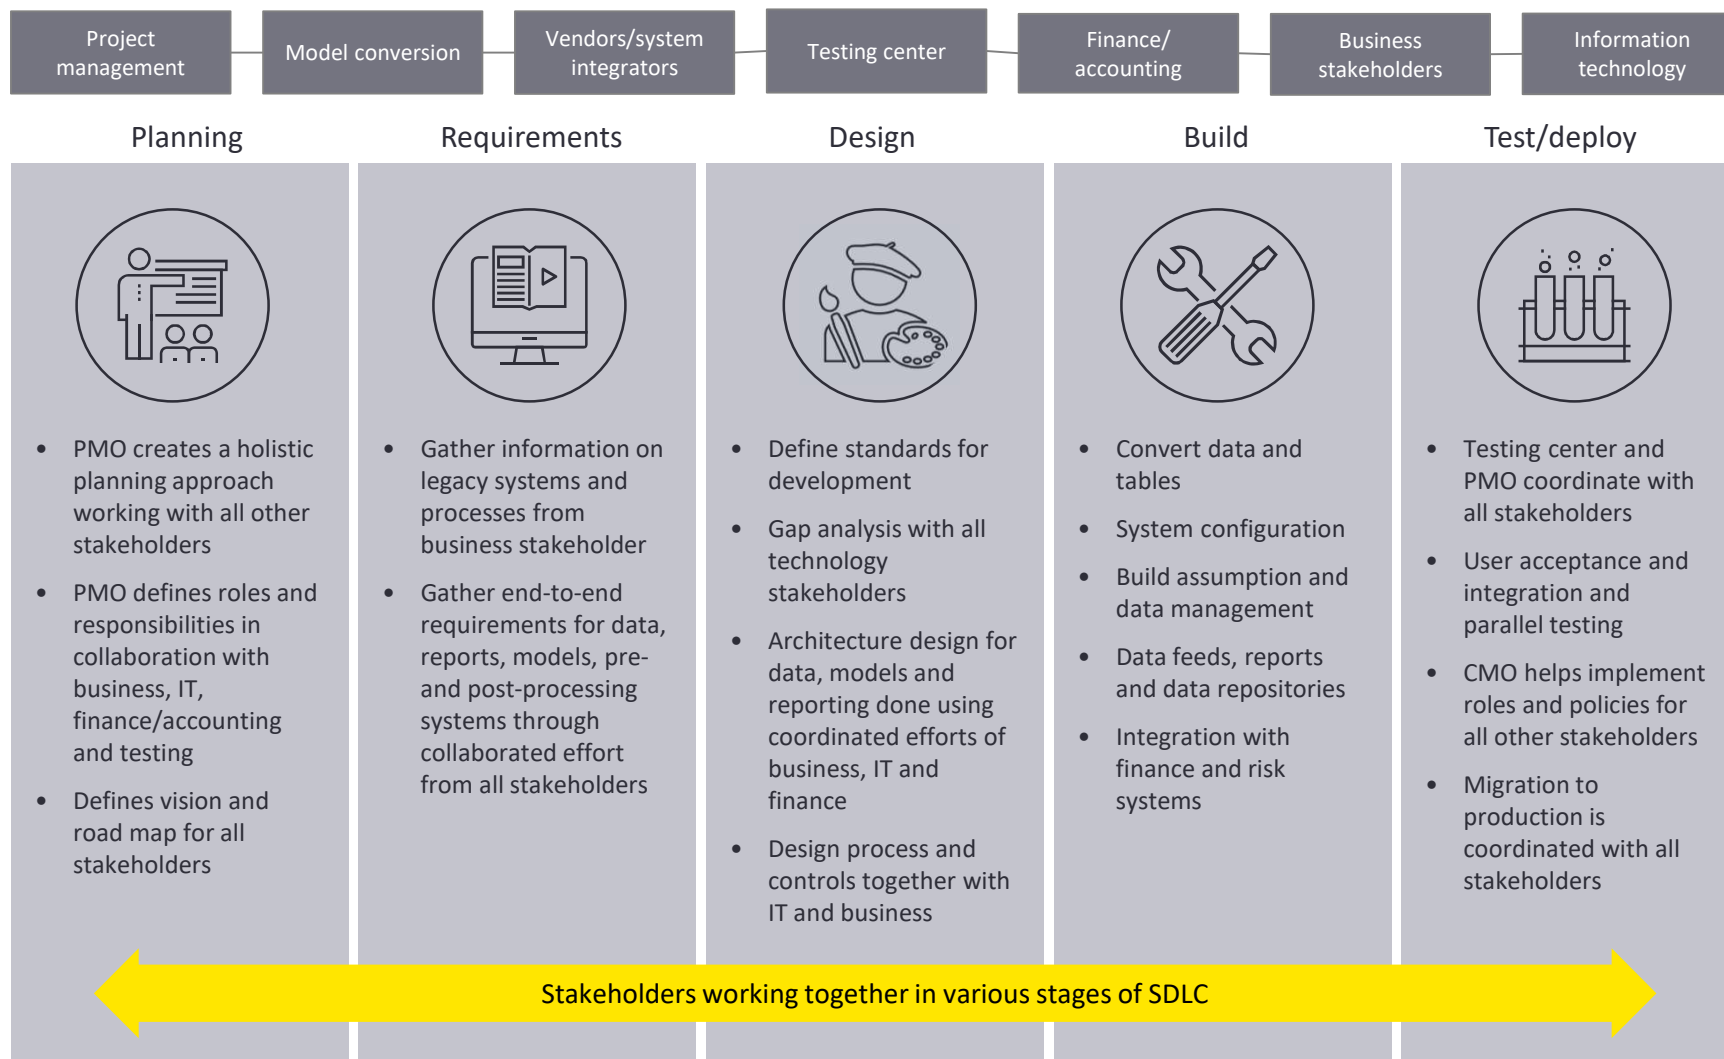 Project
management
Model conversion
Vendors/system
integrators
Testing center
Finance/
accounting
Business
stakeholders
Information
technology
Planning
Requirements
Design
Build
Test/deploy
• PMO creates a holistic
planning approach
working with all other
stakeholders
• PMO defines roles and
responsibilities in
collaboration with
business, IT,
finance/accounting
and testing
• Defines vision and
road map for all
stakeholders
• Gather information on
legacy systems and
processes from
business stakeholder
• Gather end-to-end
requirements for data,
reports, models, pre-
and post-processing
systems through
collaborated effort
from all stakeholders
• Define standards for
development
• Gap analysis with all
technology
stakeholders
• Architecture design for
data, models and
reporting done using
coordinated efforts of
business, IT and
finance
• Design process and
controls together with
IT and business
• Convert data and
tables
• System configuration
• Build assumption and
data management
• Data feeds, reports
and data repositories
• Integration with
finance and risk
systems
• Testing center and
PMO coordinate with
all stakeholders
• User acceptance and
integration and
parallel testing
• CMO helps implement
roles and policies for
all other stakeholders
• Migration to
production is
coordinated with all
stakeholders
Stakeholders working together in various stages of SDLC